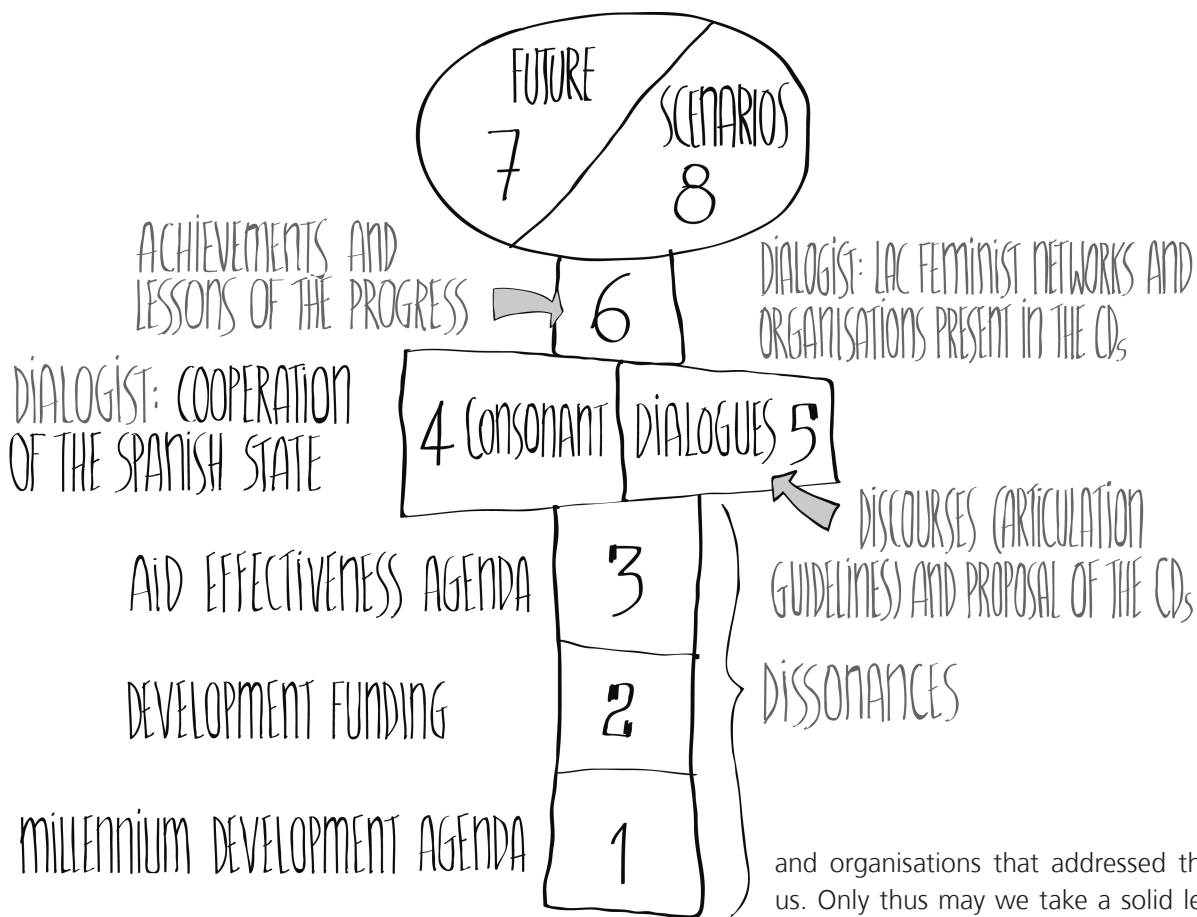 FUTURE
7
SCENARIOS
8
ACHIEVEMENTS AND
LESSONS OF THE PROGRESS
6
DIALOGIST: LAC FEMINIST NETWORKS AND
ORGANISATIONS PRESENT IN THE CDs
DIALOGIST: COOPERATION
OF THE SPANISH STATE
4 CONSONANT
DIALOGUES 5
DISCOURSES (ARTICULATION
GUIDELINES) AND PROPOSAL OF THE CDs
AID EFFECTIVENESS AGENDA
3
DEVELOPMENT FUNDING
2
DISSONANCES
MILLENNIUM DEVELOPMENT AGENDA
1
and organisations that addressed
us. Only thus may we take a solid